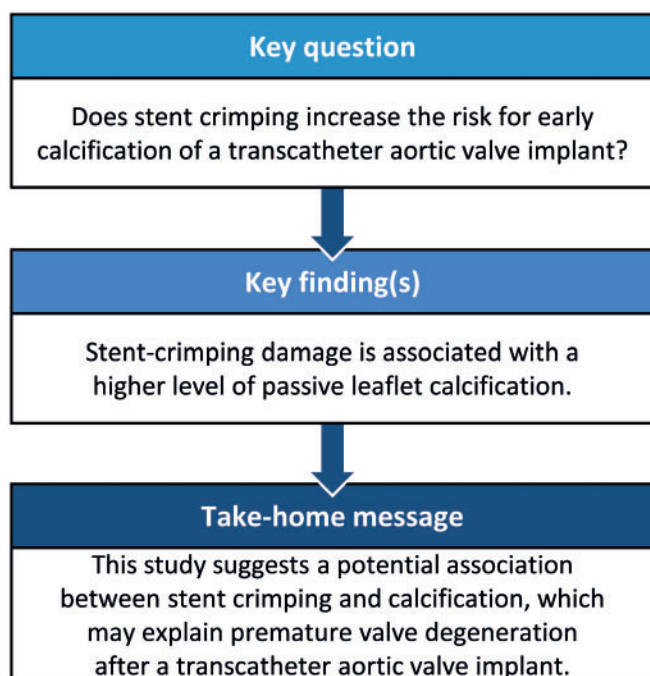 Key question
Does stent crimping increase the risk for early
calcification of a transcatheter aortic valve implant?
Key finding(s)
Stent-crimping damage is associated with a
higher level of passive leaflet calcification.
Take-home message
This study suggests a potential association
between stent crimping and calcification, which
may explain premature valve degeneration
after a transcatheter aortic valve implant.